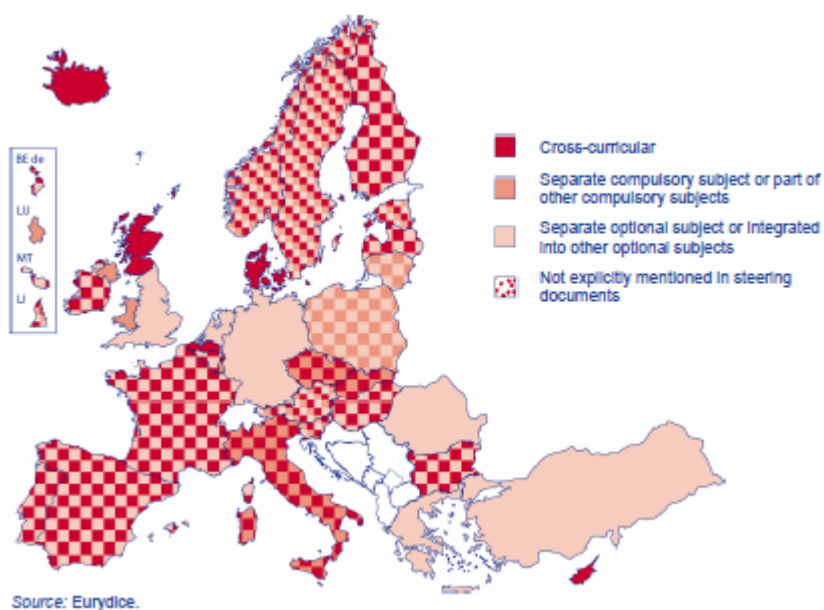 BE de
LU
MT
LI
Cross-curricular
Separate compulsory subject or part of
other compulsory subjects
Separate optional subject or integrated
into other optional subjects
Not explicitly mentioned in steering
documents
Source: Eurydice.